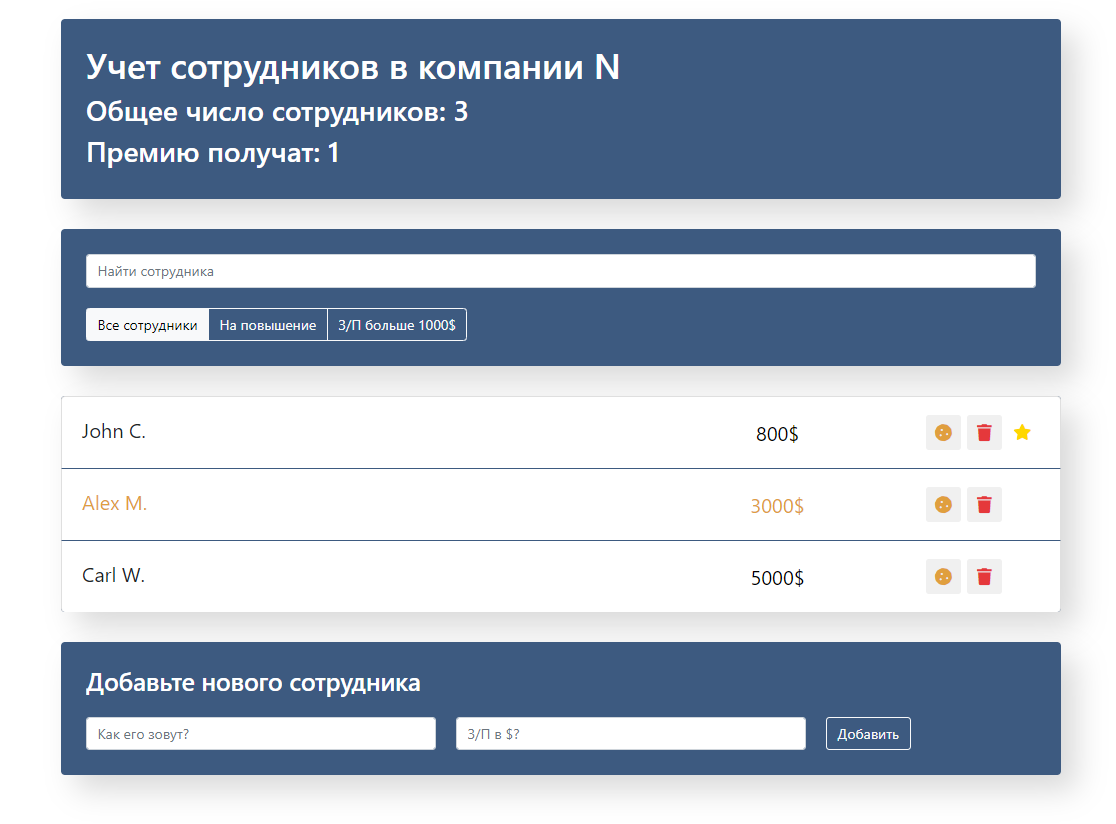 Учет сотрудников в компании N
Общее число сотрудников: 3
Премию получат: 1
Найти сотрудника
Все сотрудники На повышение З/П больше 1000$
John C. 800$
Alex M. 3000$
Carl W. 5000$
Добавьте нового сотрудника
Как его зовут? З/П в $? Добавить